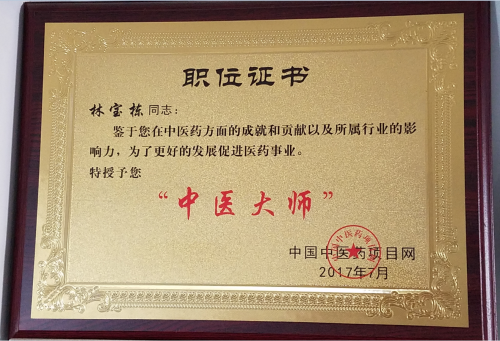 职位证书
林宝栋同志：
鉴于您在中医药方面的成就和贡献以及所属行业的影
响力，为了更好的发展促进医药事业。
特授予您
“中医大师”
中国中医药项目网
2017年7月